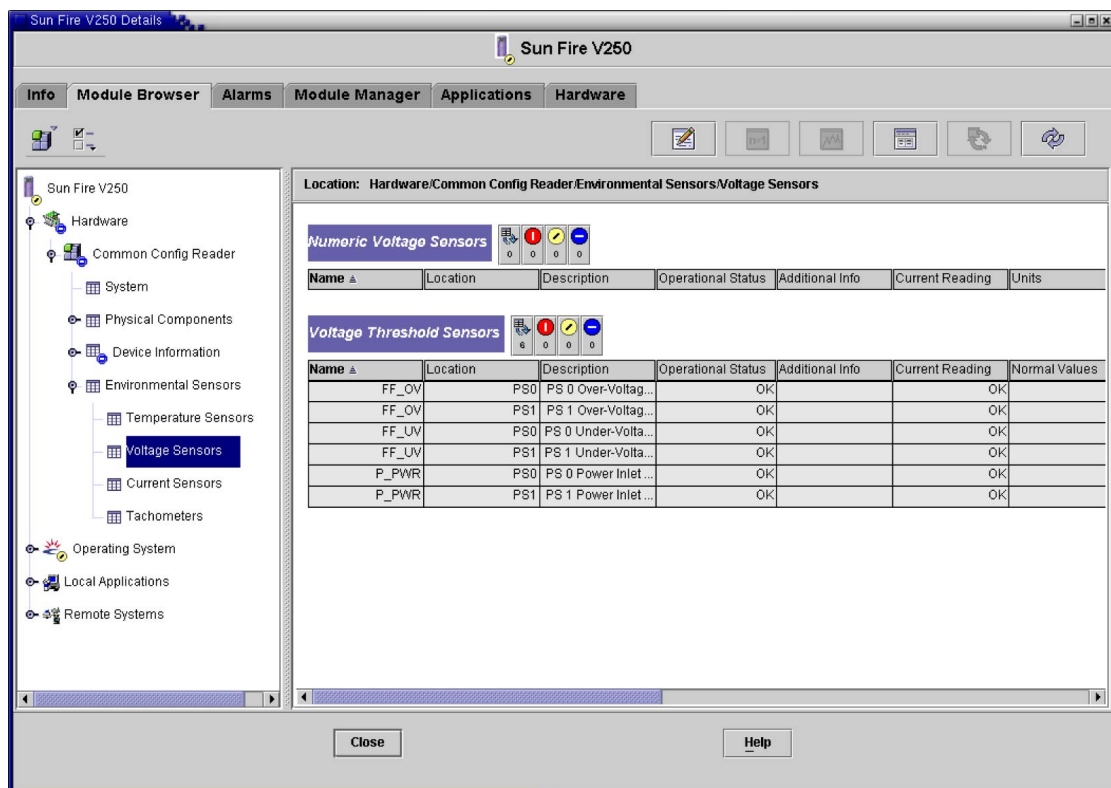 Sun Fire V250 Details
Sun Fire V250
Info Module Browser Alarms Module Manager Applications Hardware
n=1
Sun Fire V250
Hardware
Common Config Reader
System
Physical Components
Device Information
Environmental Sensors
Temperature Sensors
Voltage Sensors
Current Sensors
Tachometers
Operating System
Local Applications
Remote Systems
Location: Hardware/Common Config Reader/Environmental Sensors/Voltage Sensors
Numeric Voltage Sensors 0 0 0 0
Name Location Description Operational Status Additional Info Current Reading Units
Voltage Threshold Sensors 6 0 0 0
Name Location Description Operational Status Additional Info Current Reading Normal Values
FF_OV PS0 PS 0 Over-Voltag... OK OK
FF_OV PS1 PS 1 Over-Voltag... OK OK
FF_UV PS0 PS 0 Under-Volta... OK OK
FF_UV PS1 PS 1 Under-Volta... OK OK
P_PWR PS0 PS 0 Power Inlet ... OK OK
P_PWR PS1 PS 1 Power Inlet ... OK OK
Close Help